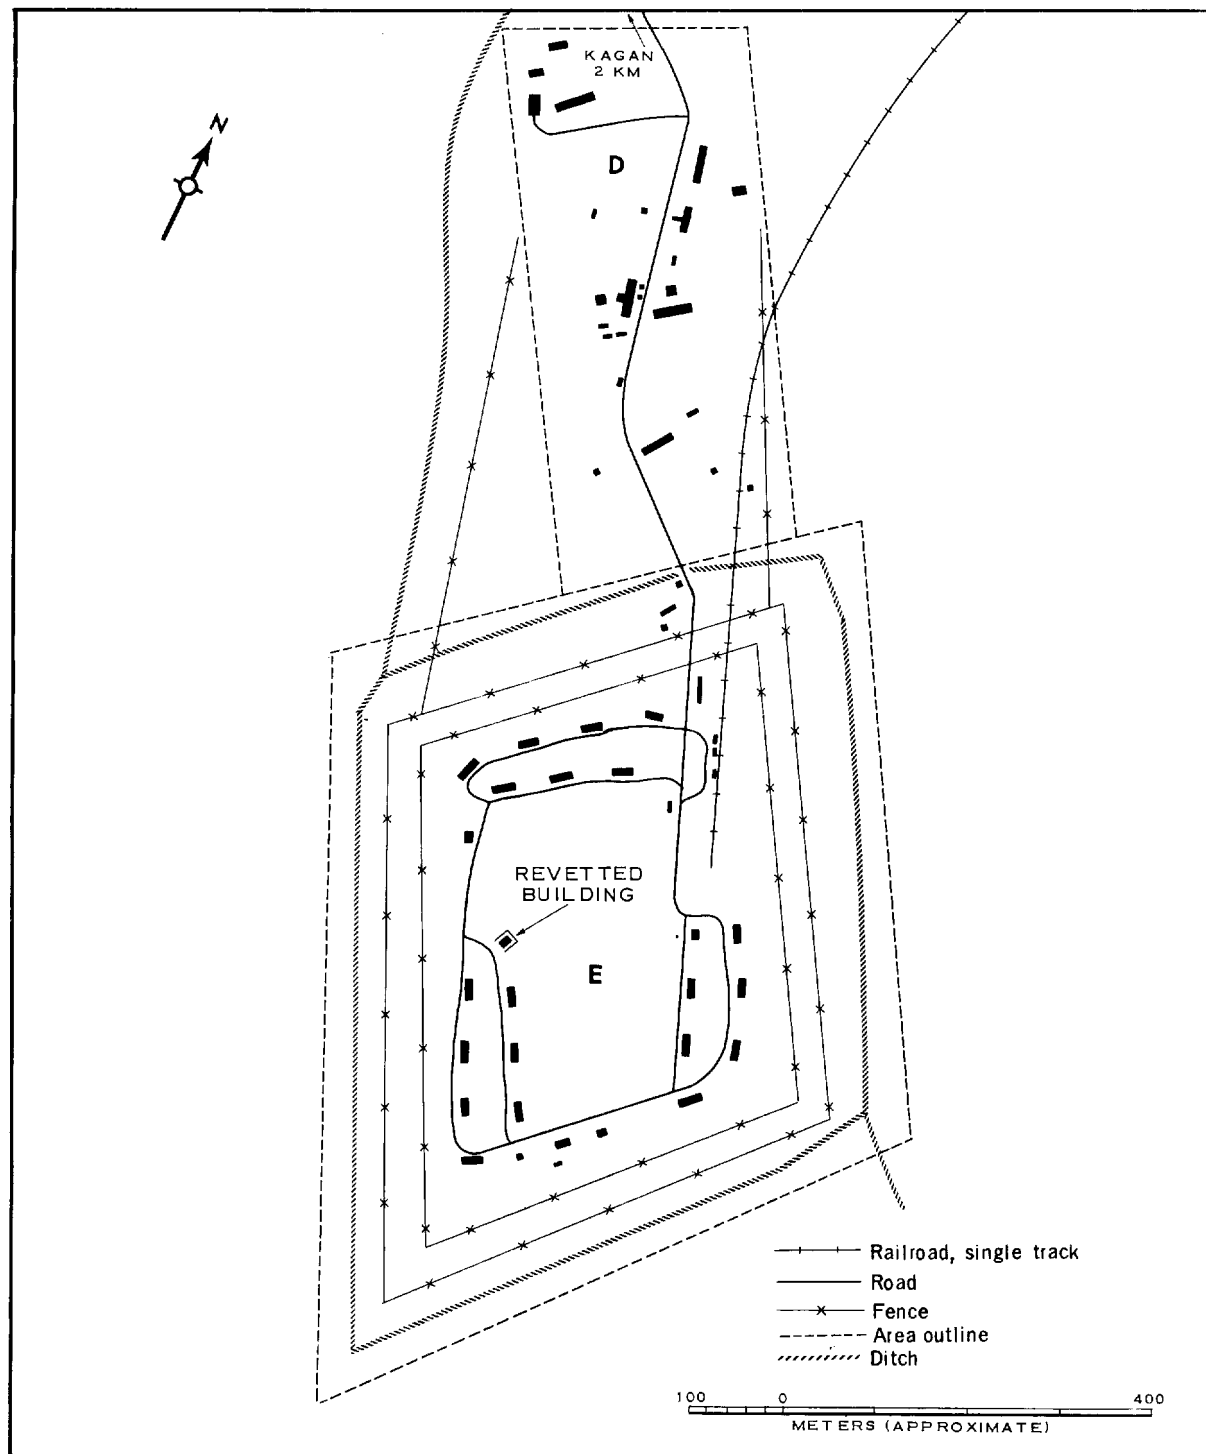 KAGAN
2 KM
N
D
REVETTED
BUILDING
E
Railroad, single track
Road
Fence
Area outline
Ditch
100 0 400
METERS (APPROXIMATE)